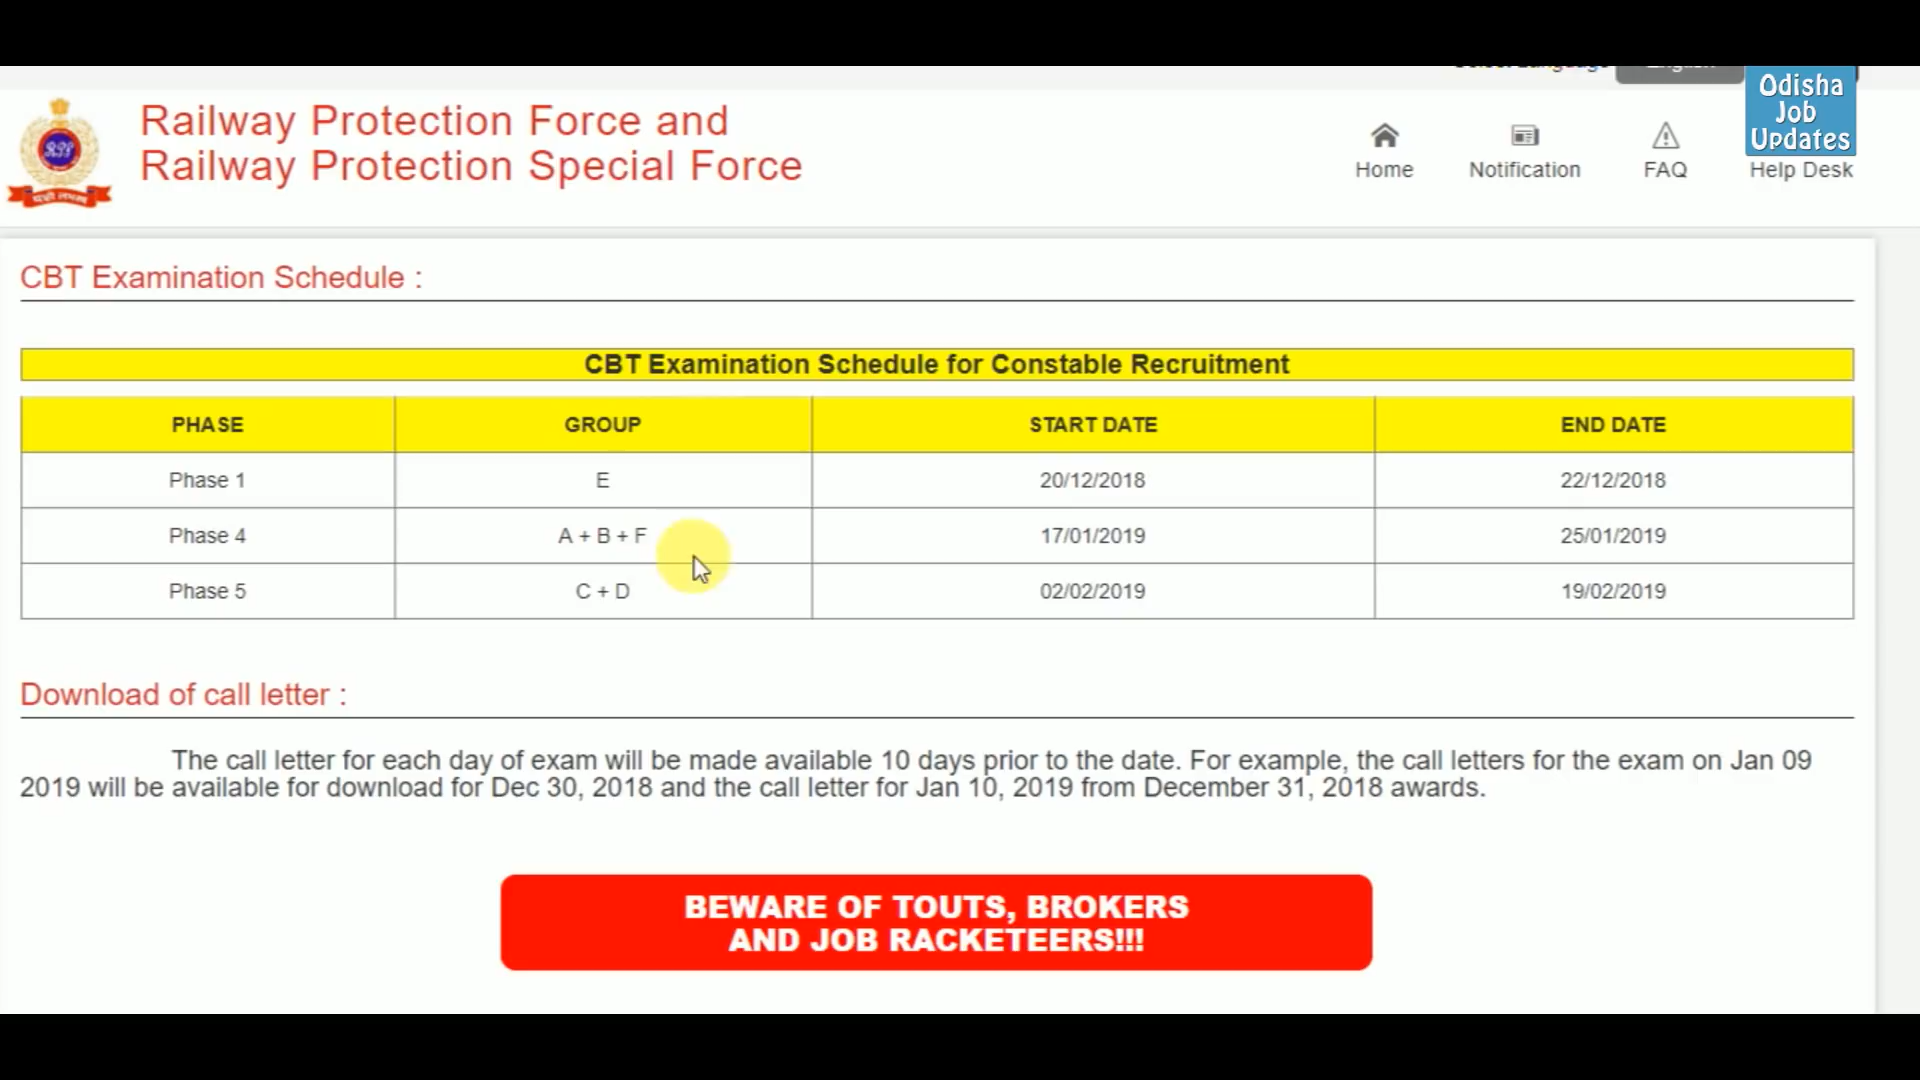 Odisha
Job
Updates
Railway Protection Force and
Railway Protection Special Force
Home
Notification
FAQ
Help Desk
CBT Examination Schedule :
CBT Examination Schedule for Constable Recruitment
PHASE GROUP START DATE END DATE
Phase 1 E 20/12/2018 22/12/2018
Phase 4 A + B + F 17/01/2019 25/01/2019
Phase 5 C + D 02/02/2019 19/02/2019
Download of call letter :
The call letter for each day of exam will be made available 10 days prior to the date. For example, the call letters for the exam on Jan 09
2019 will be available for download for Dec 30, 2018 and the call letter for Jan 10, 2019 from December 31, 2018 awards.
BEWARE OF TOUTS, BROKERS
AND JOB RACKETEERS!!!